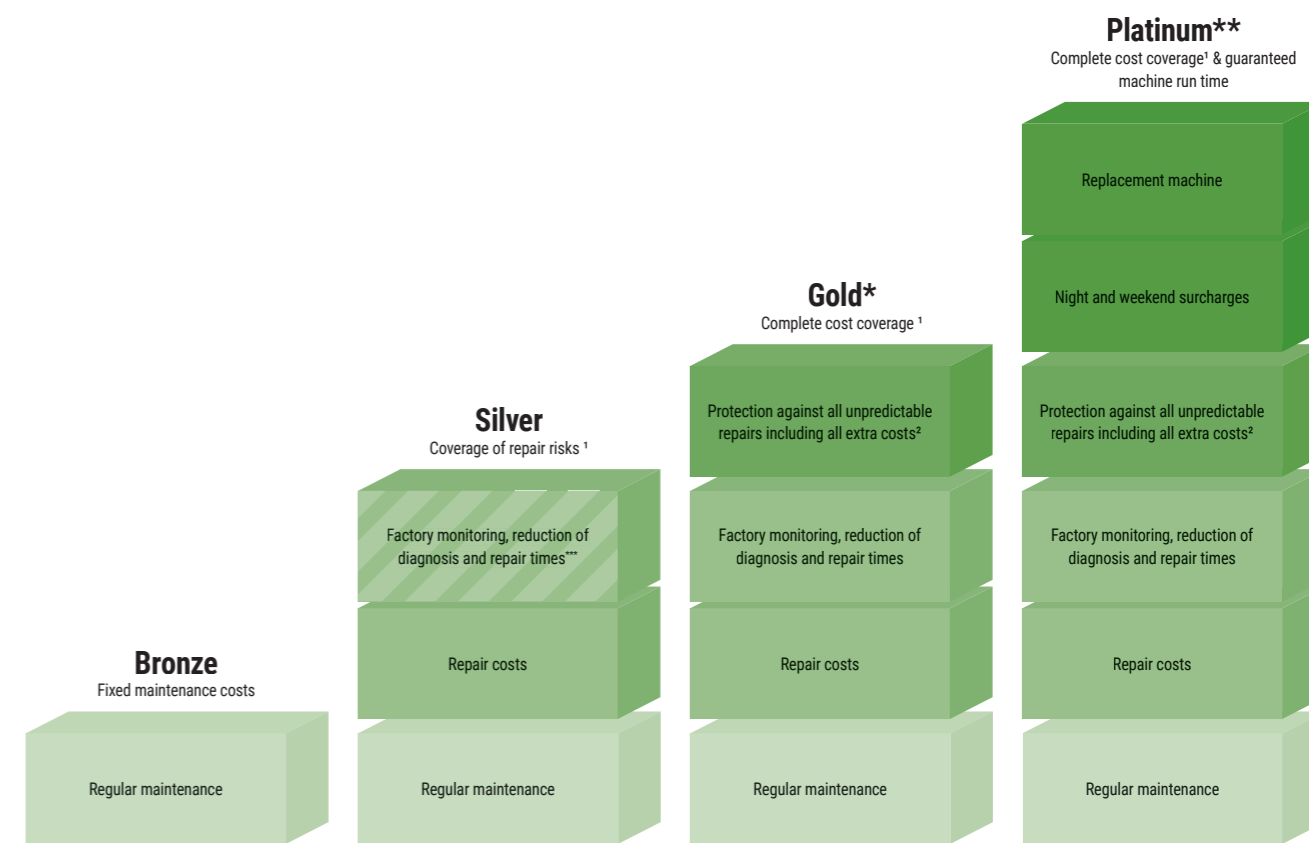 Platinum**
Complete cost coverage¹ & guaranteed
machine run time
Replacement machine
Night and weekend surcharges
Protection against all unpredictable
repairs including all extra costs²
Factory monitoring, reduction of
diagnosis and repair times
Repair costs
Regular maintenance
Gold*
Complete cost coverage ¹
Protection against all unpredictable
repairs including all extra costs²
Factory monitoring, reduction of
diagnosis and repair times
Repair costs
Regular maintenance
Silver
Coverage of repair risks ¹
Factory monitoring, reduction of
diagnosis and repair times***
Repair costs
Regular maintenance
Bronze
Fixed maintenance costs
Regular maintenance